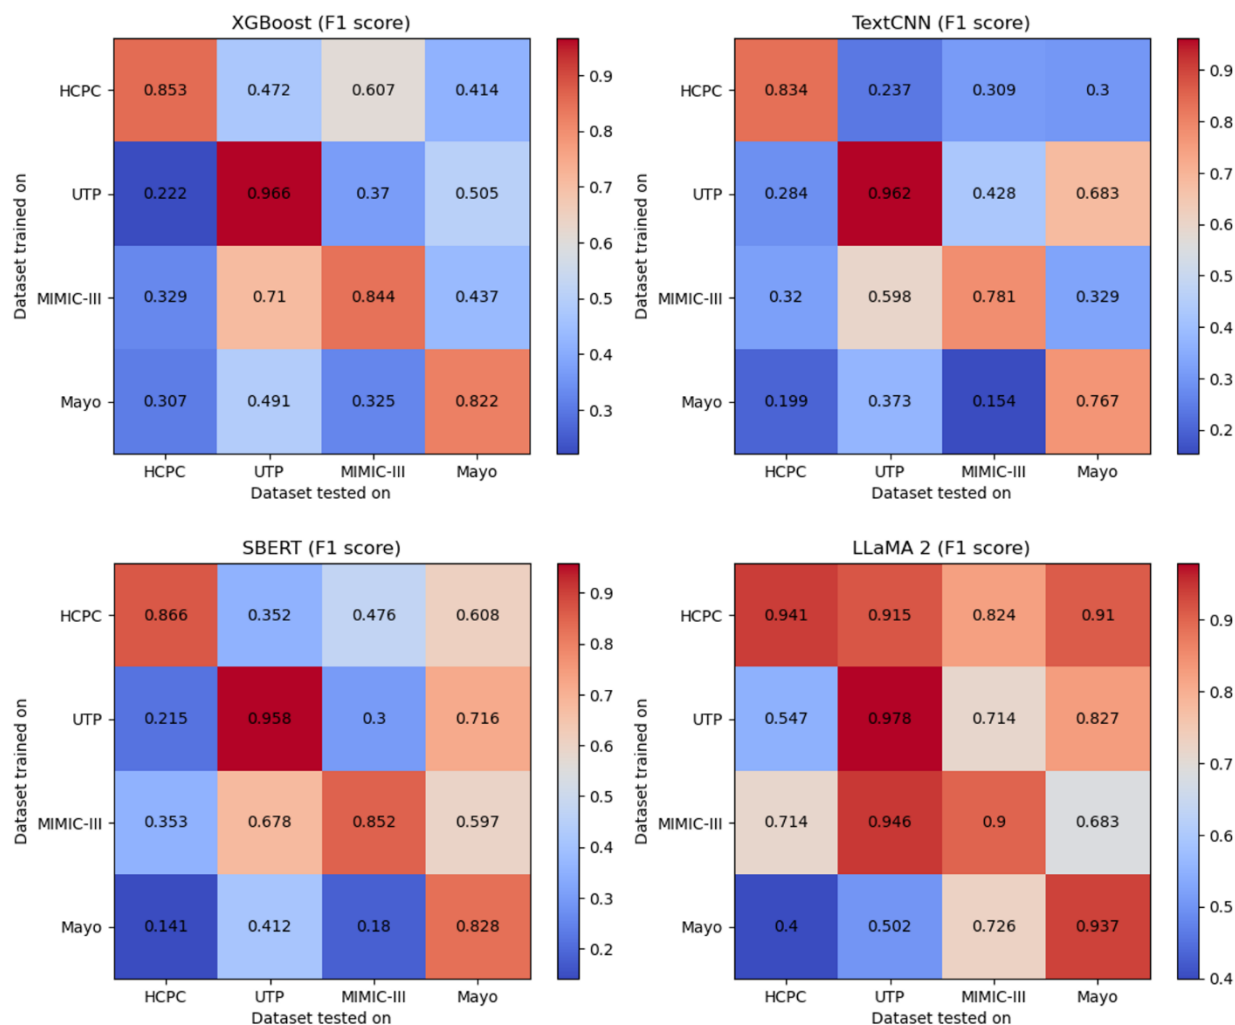 XGBoost (F1 score)
Dataset trained on
HCPC 0.853 0.472 0.607 0.414
UTP 0.222 0.966 0.37 0.505
MIMIC-III 0.329 0.71 0.844 0.437
Mayo 0.307 0.491 0.325 0.822
HCPC UTP MIMIC-III Mayo
Dataset tested on
0.9
0.8
0.7
0.6
0.5
0.4
0.3
TextCNN (F1 score)
Dataset trained on
HCPC 0.834 0.237 0.309 0.3
UTP 0.284 0.962 0.428 0.683
MIMIC-III 0.32 0.598 0.781 0.329
Mayo 0.199 0.373 0.154 0.767
HCPC UTP MIMIC-III Mayo
Dataset tested on
0.9
0.8
0.7
0.6
0.5
0.4
0.3
0.2
SBERT (F1 score)
Dataset trained on
HCPC 0.866 0.352 0.476 0.608
UTP 0.215 0.958 0.3 0.716
MIMIC-III 0.353 0.678 0.852 0.597
Mayo 0.141 0.412 0.18 0.828
HCPC UTP MIMIC-III Mayo
Dataset tested on
0.9
0.8
0.7
0.6
0.5
0.4
0.3
0.2
LLaMA 2 (F1 score)
Dataset trained on
HCPC 0.941 0.915 0.824 0.91
UTP 0.547 0.978 0.714 0.827
MIMIC-III 0.714 0.946 0.9 0.683
Mayo 0.4 0.502 0.726 0.937
HCPC UTP MIMIC-III Mayo
Dataset tested on
0.9
0.8
0.7
0.6
0.5
0.4